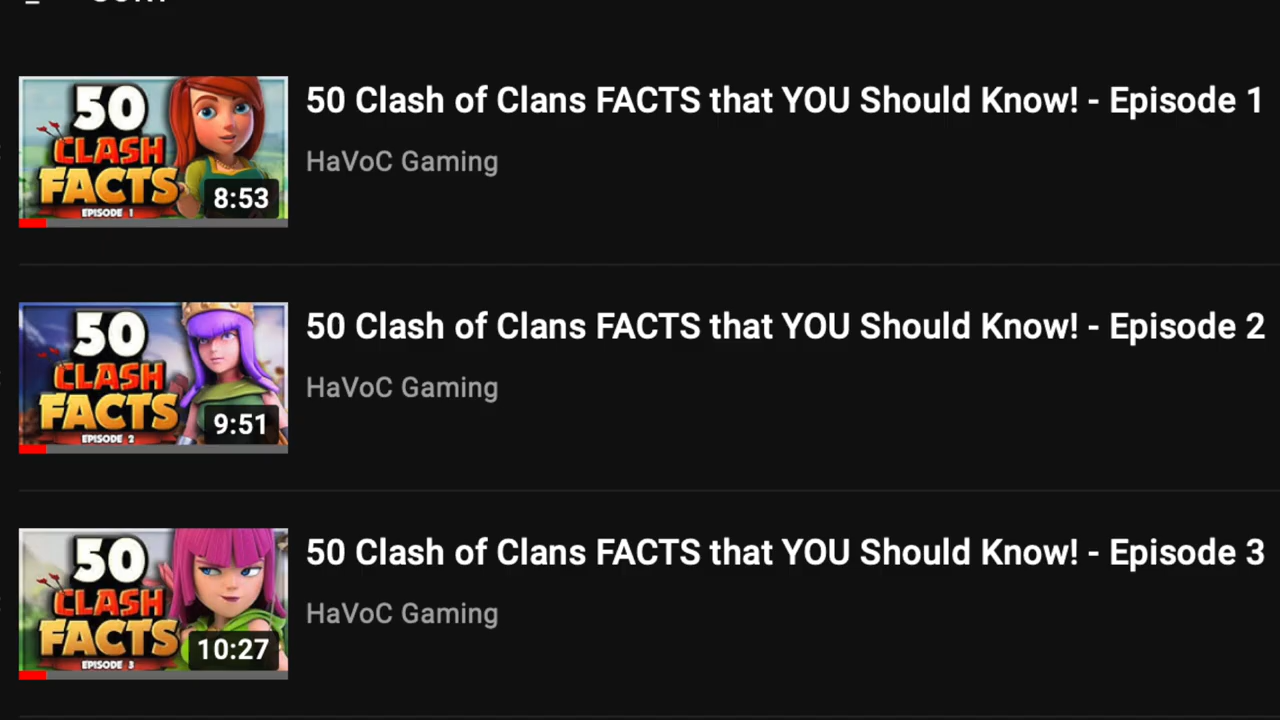 50
CLASH
FACTS
EPISODE 1
8:53
50 Clash of Clans FACTS that YOU Should Know! - Episode 1
HaVoC Gaming
50
CLASH
FACTS
EPISODE 2
9:51
50 Clash of Clans FACTS that YOU Should Know! - Episode 2
HaVoC Gaming
50
CLASH
FACTS
EPISODE 3
10:27
50 Clash of Clans FACTS that YOU Should Know! - Episode 3
HaVoC Gaming